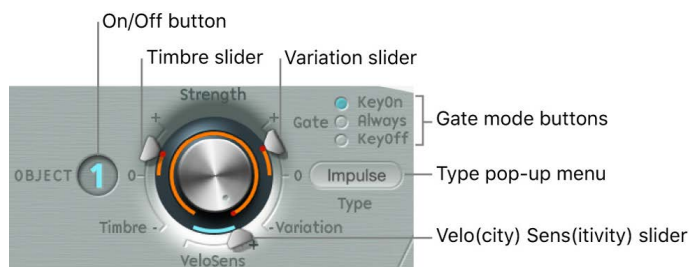 On/Off button
Timbre slider
Variation slider
Strength
+
+
KeyOn
Gate
Always
KeyOff
Gate mode buttons
OBJECT
1
0
0
Impulse
Type pop-up menu
Type
Timbre -
- Variation
+
VeloSens
Velo(city) Sens(itivity) slider